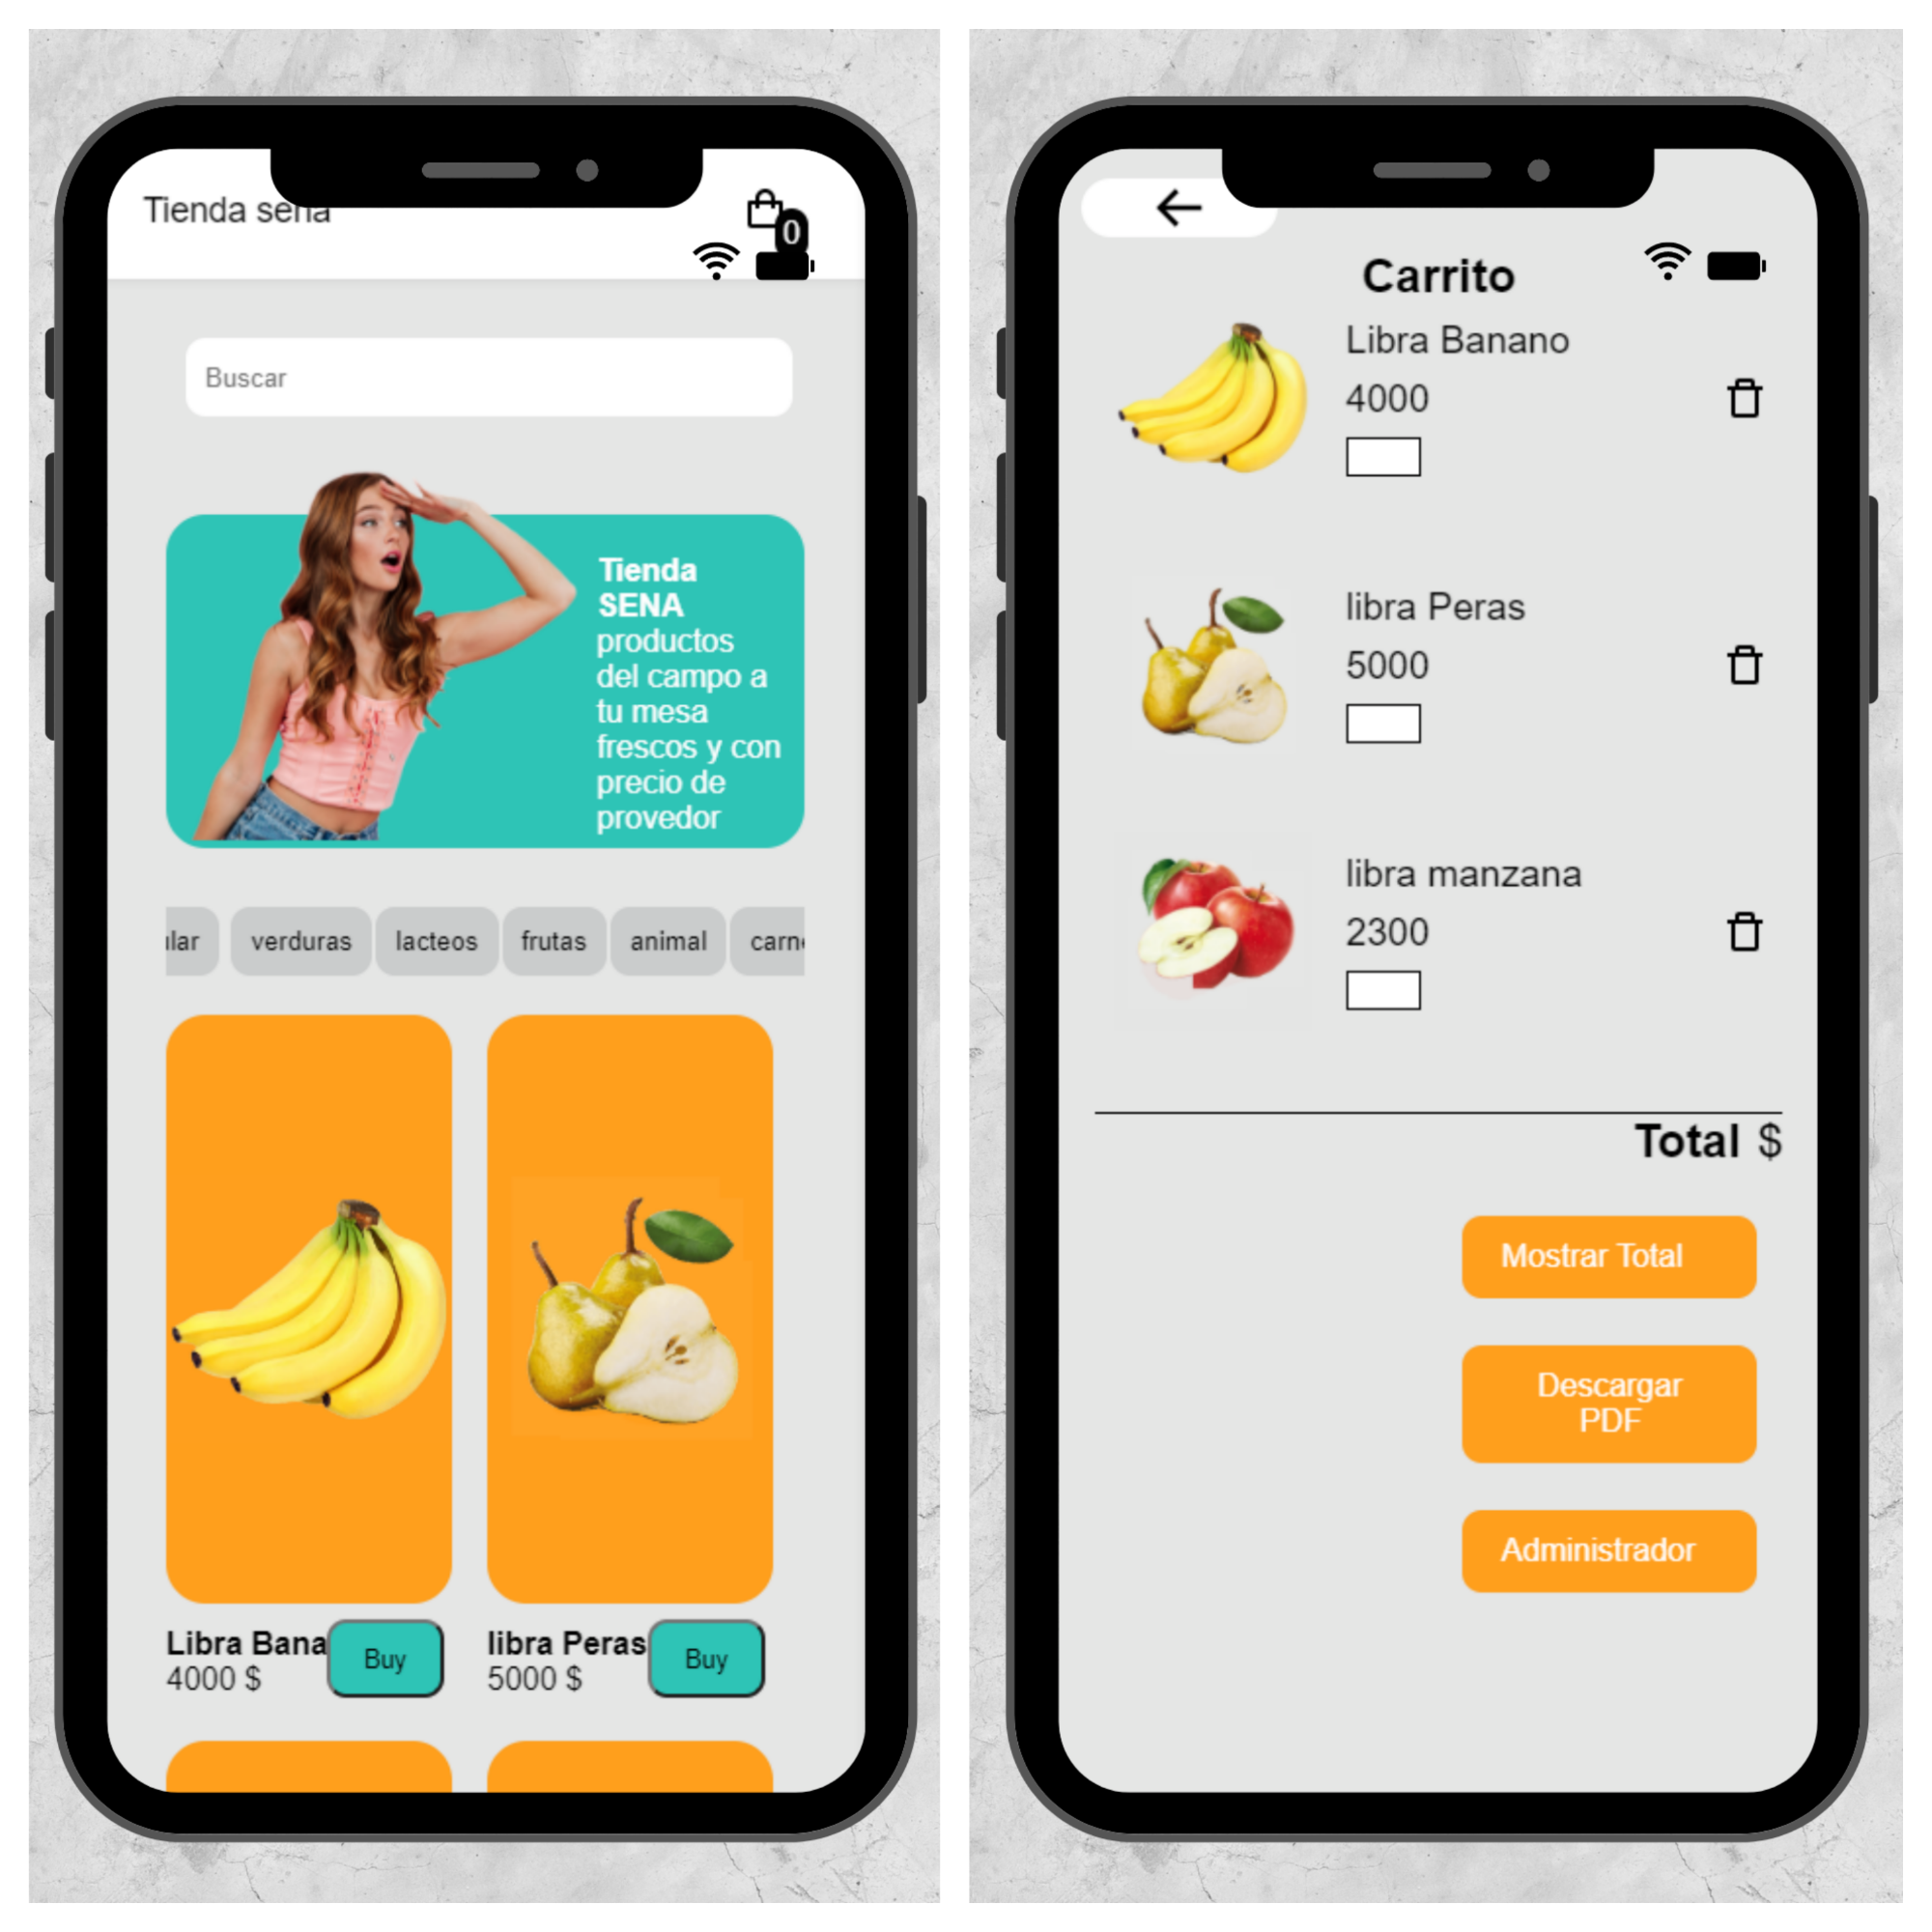 Tienda sena
0
Buscar
Tienda
SENA
productos
del campo a
tu mesa
frescos y con
precio de
provedor
verduras
lacteos
frutas
animal
Libra Bana
4000 $
Buy
libra Peras
5000 $
Buy
Carrito
Libra Banano
4000
libra Peras
5000
libra manzana
2300
Total $
Mostrar Total
Descargar
PDF
Administrador